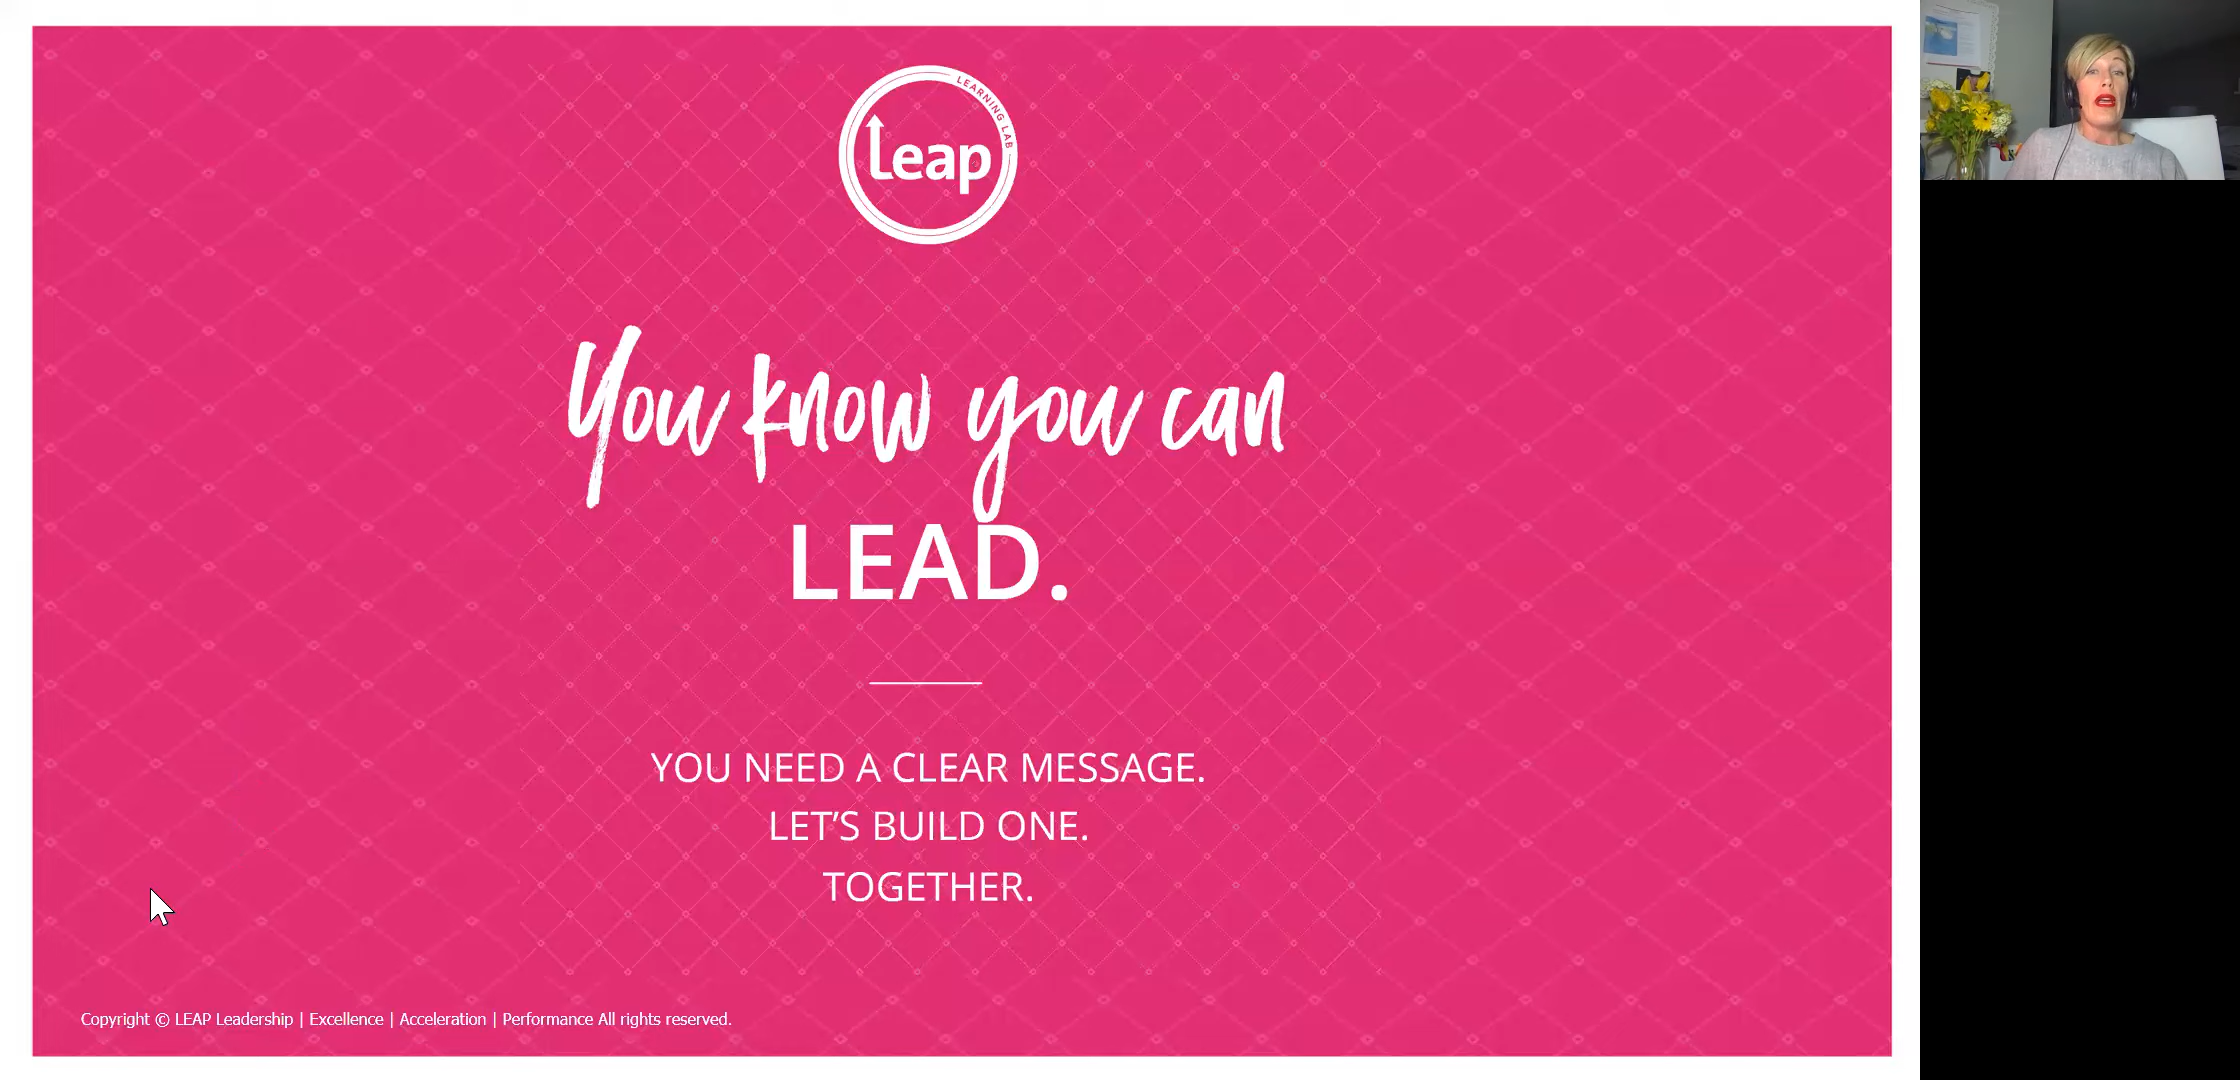 LEARNING LAB
Leap
You know you can
LEAD.
YOU NEED A CLEAR MESSAGE.
LET'S BUILD ONE.
TOGETHER.
Copyright © LEAP Leadership | Excellence | Acceleration | Performance All rights reserved.